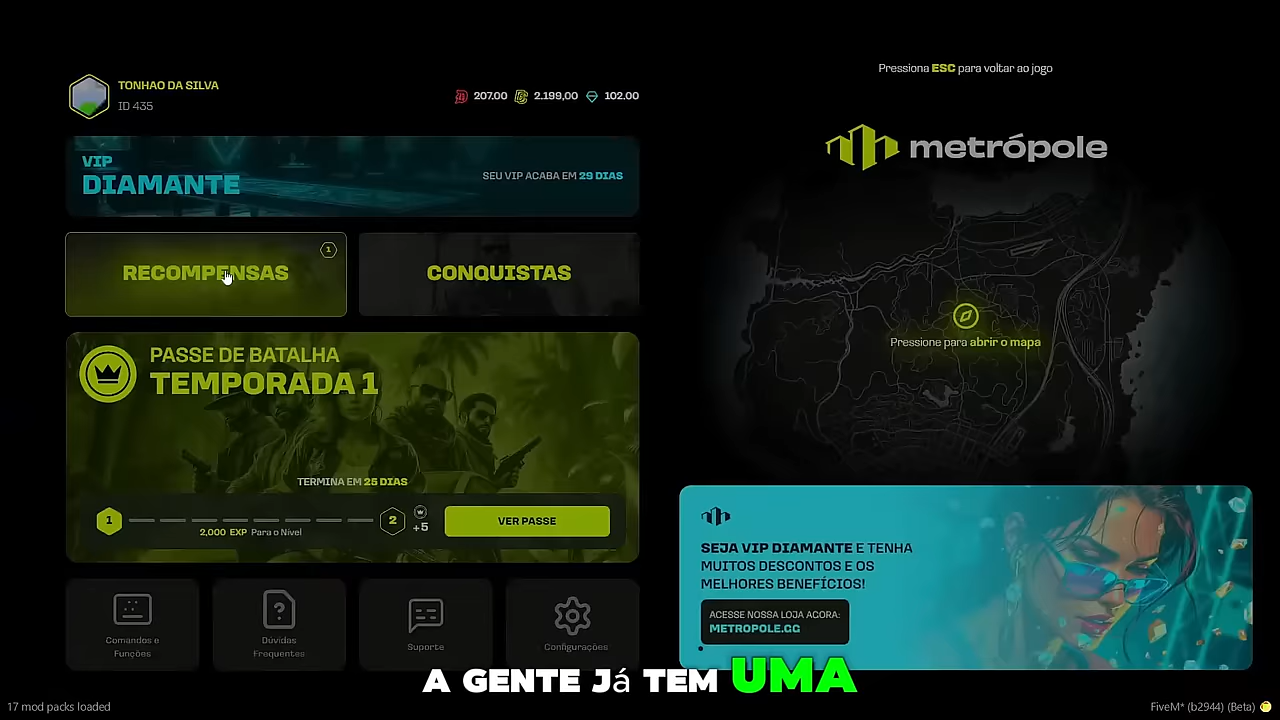 Pressiona ESC para voltar ao jogo
TONHAO DA SILVA
ID 435
207.00 2.199,00 102.00
metrópole
VIP
DIAMANTE
SEU VIP ACABA EM 29 DIAS
1
RECOMPENSAS
CONQUISTAS
Pressione para abrir o mapa
PASSE DE BATALHA
TEMPORADA 1
TERMINA EM 25 DIAS
1
2,000 EXP Para o Nível
2
+5
VER PASSE
SEJA VIP DIAMANTE E TENHA
MUITOS DESCONTOS E OS
MELHORES BENEFÍCIOS!
ACESSE NOSSA LOJA AGORA:
METROPOLE.GG
Comandos e
Funções
Dúvidas
Frequentes
Suporte
Configurações
A GENTE Já TEM UMA
17 mod packs loaded
FiveM* (b2944) (Beta)